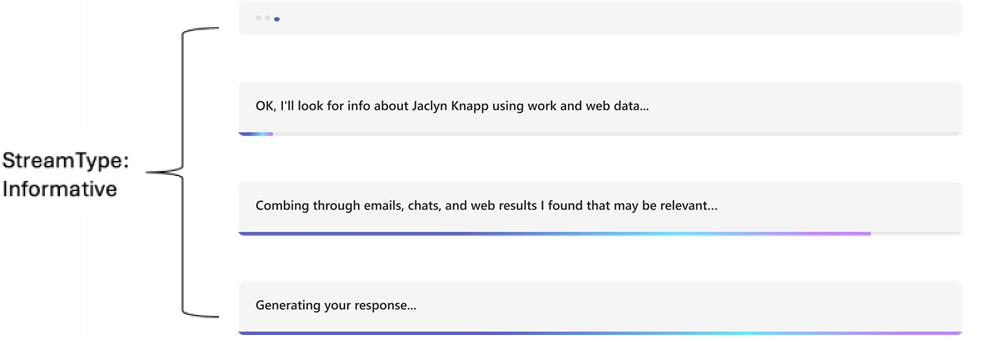 OK, I'll look for info about Jaclyn Knapp using work and web data...
StreamType:
Informative
Combing through emails, chats, and web results I found that may be relevant...
Generating your response...